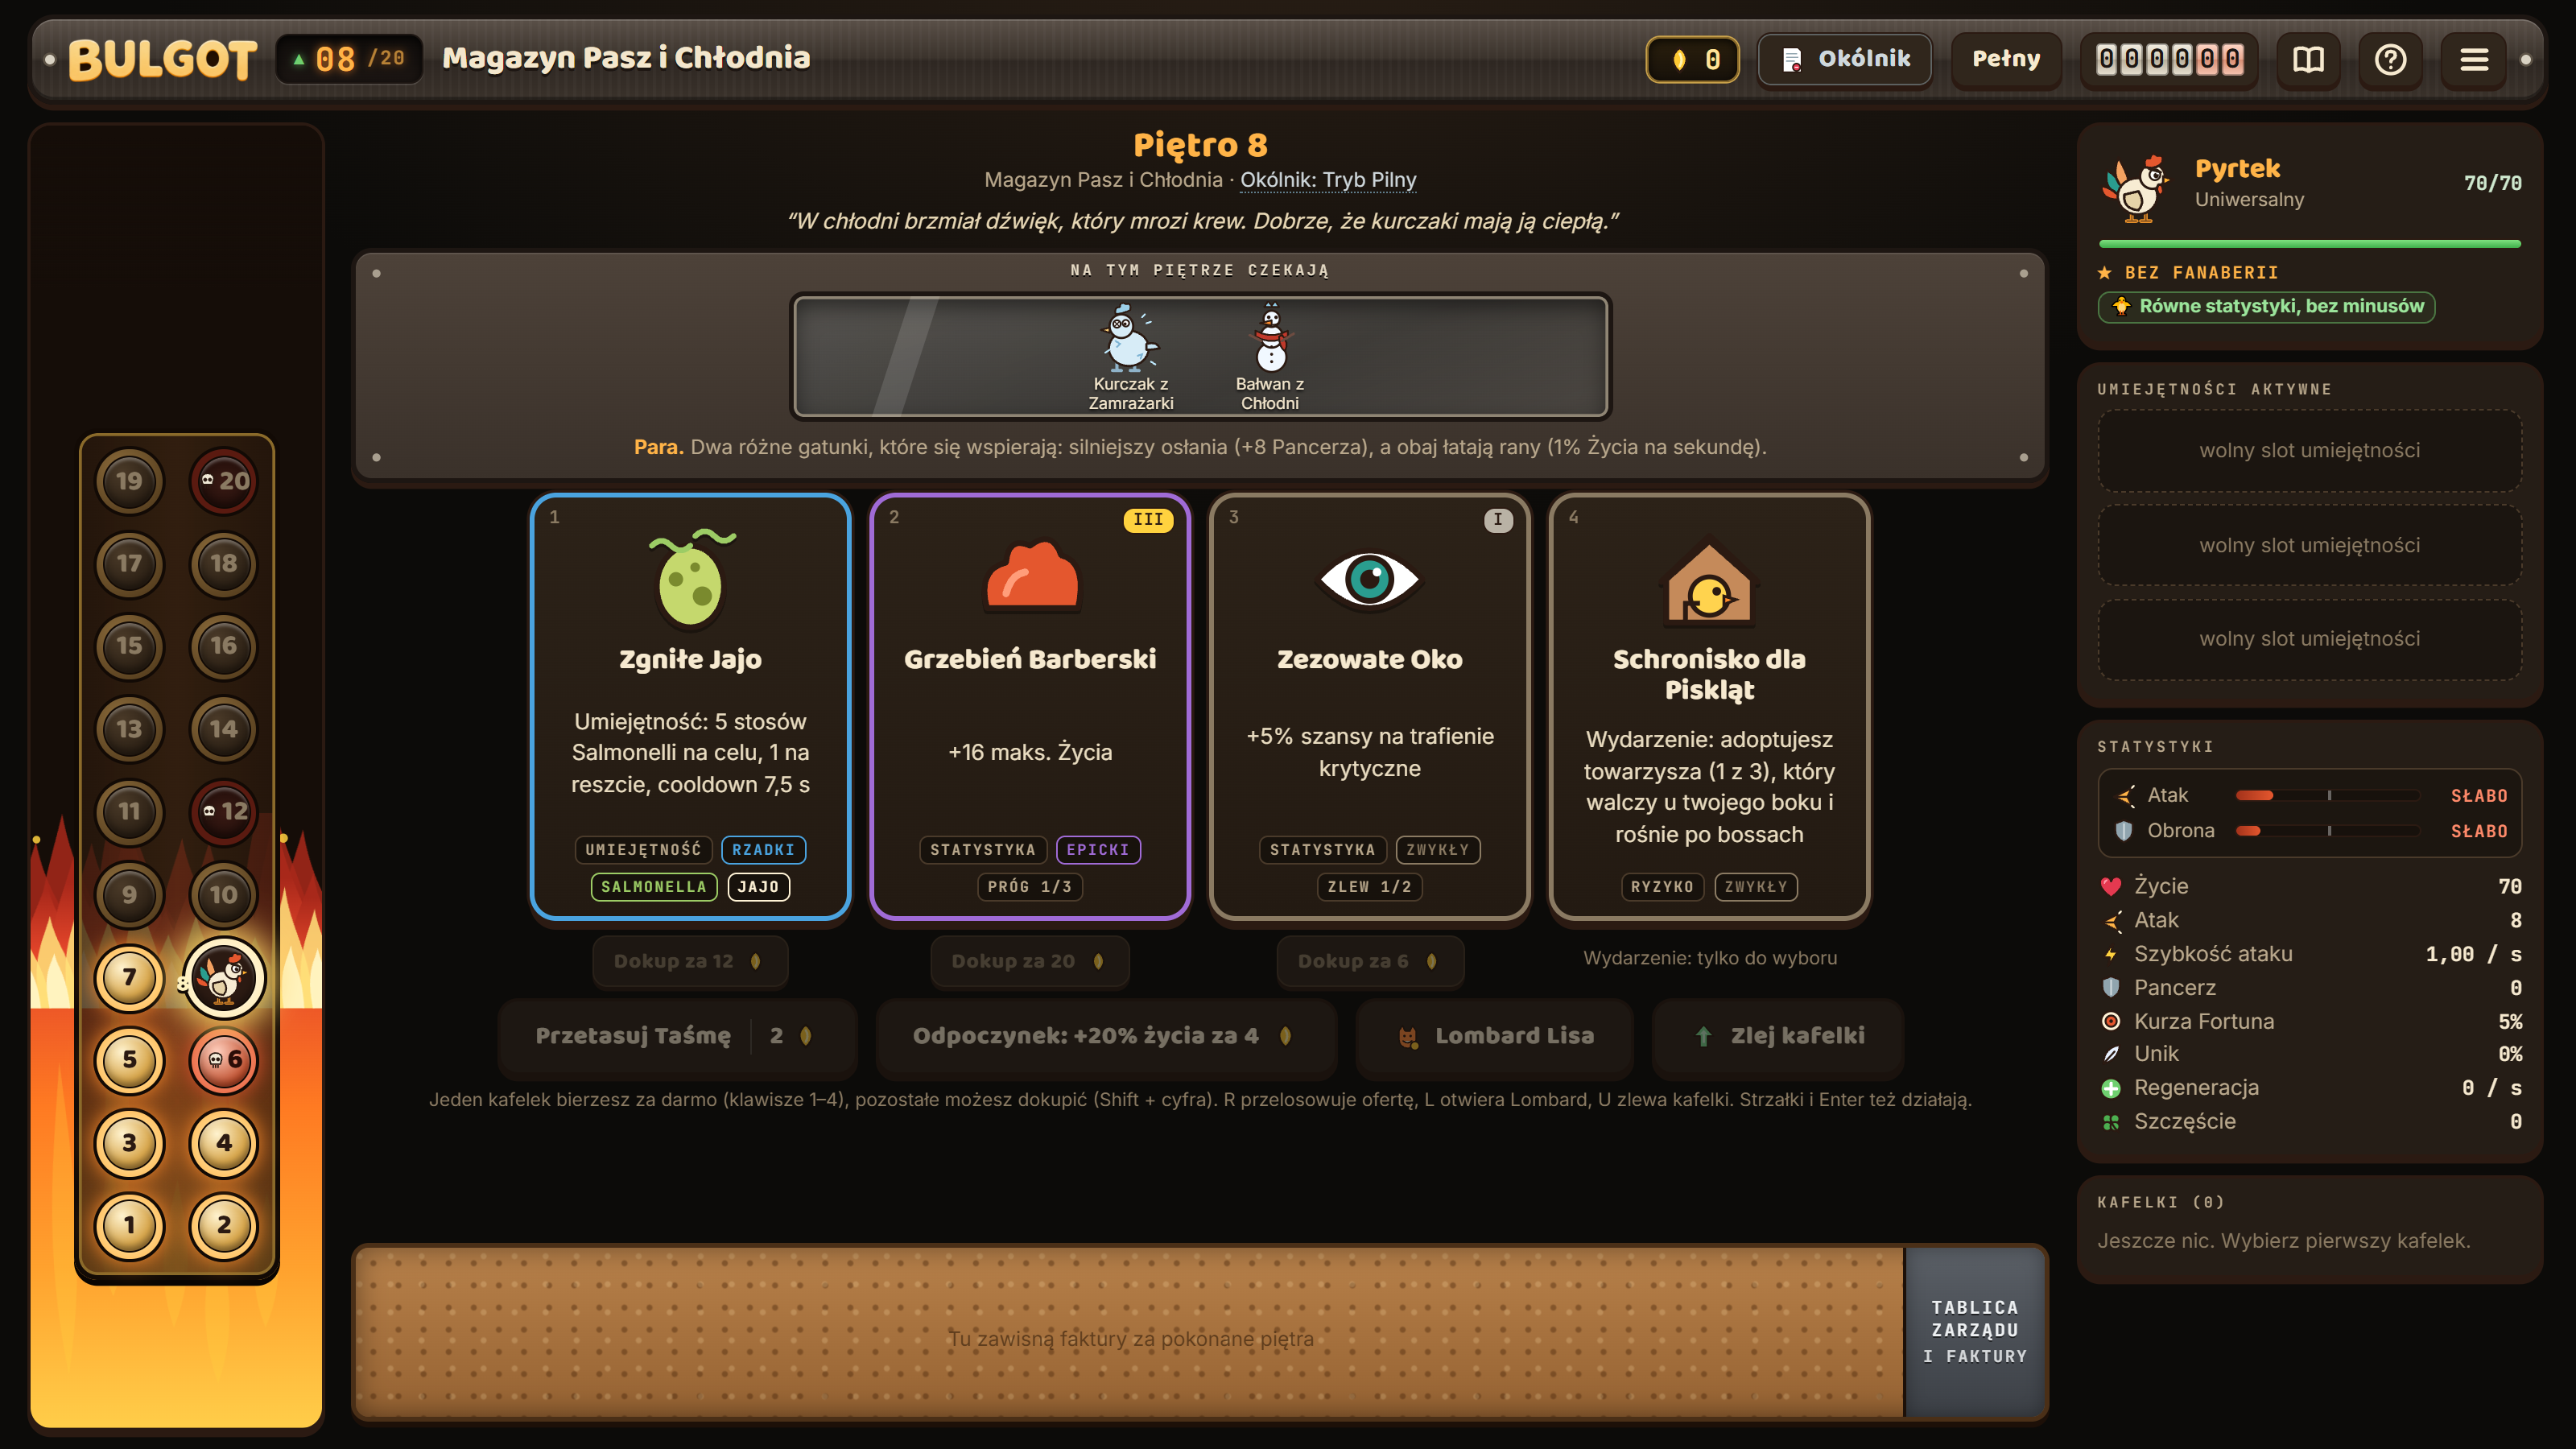 BULGOT
▲ 08 /20
Magazyn Pasz i Chłodnia
0
Okólnik
Pełny
000000
Piętro 8
Magazyn Pasz i Chłodnia · Okólnik: Tryb Pilny
“W chłodni brzmiał dźwięk, który mrozi krew. Dobrze, że kurczaki mają ją ciepłą.”
NA TYM PIĘTRZE CZEKAJĄ
Kurczak z
Zamrażarki
Bałwan z
Chłodni
Para. Dwa różne gatunki, które się wspierają: silniejszy osłania (+8 Pancerza), a obaj łatają rany (1% Życia na sekundę).
19
20
17
18
15
16
13
14
11
12
9
10
7
8
5
6
3
4
1
2
1
Zgniłe Jajo
Umiejętność: 5 stosów
Salmonelli na celu, 1 na
reszcie, cooldown 7,5 s
UMIEJĘTNOŚĆ RZADKI
SALMONELLA JAJO
Dokup za 12
2
III
Grzebień Barberski
+16 maks. Życia
STATYSTYKA EPICKI
PRÓG 1/3
Dokup za 20
3
I
Zezowate Oko
+5% szansy na trafienie
krytyczne
STATYSTYKA ZWYKŁY
ZLEW 1/2
Dokup za 6
4
Schronisko dla
Piskląt
Wydarzenie: adoptujesz
towarzysza (1 z 3), który
walczy u twojego boku i
rośnie po bossach
RYZYKO ZWYKŁY
Wydarzenie: tylko do wyboru
Przetasuj Taśmę 2
Odpoczynek: +20% życia za 4
Lombard Lisa
Zlej kafelki
Jeden kafelek bierzesz za darmo (klawisze 1–4), pozostałe możesz dokupić (Shift + cyfra). R przelosowuje ofertę, L otwiera Lombard, U zlewa kafelki. Strzałki i Enter też działają.
Tu zawisną faktury za pokonane piętra
TABLICA
ZARZĄDU
I FAKTURY
Pyrtek
Uniwersalny
70/70
★ BEZ FANABERII
Równe statystyki, bez minusów
UMIEJĘTNOŚCI AKTYWNE
wolny slot umiejętności
wolny slot umiejętności
wolny slot umiejętności
STATYSTYKI
Atak SŁABO
Obrona SŁABO
Życie 70
Atak 8
Szybkość ataku 1,00 / s
Pancerz 0
Kurza Fortuna 5%
Unik 0%
Regeneracja 0 / s
Szczęście 0
KAFELKI (0)
Jeszcze nic. Wybierz pierwszy kafelek.